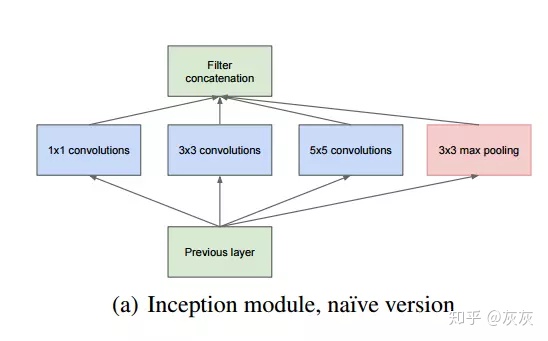 Filter
concatenation
1x1 convolutions
3x3 convolutions
5x5 convolutions
3x3 max pooling
Previous layer
(a) Inception module, naïve version
知乎 @灰灰